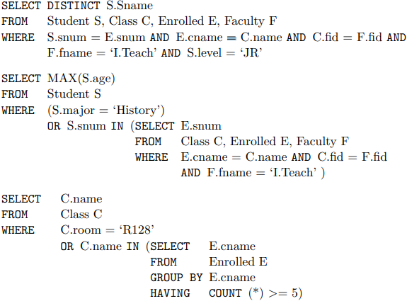 SELECT DISTINCT S.Sname
FROM Student S, Class C, Enrolled E, Faculty F
WHERE S.snum = E.snum AND E.cname = C.name AND C.fid = F.fid AND
F.fname = ‘I.Teach’ AND S.level = ‘JR’
SELECT MAX(S.age)
FROM Student S
WHERE (S.major = ‘History’)
OR S.snum IN (SELECT E.snum
FROM Class C, Enrolled E, Faculty F
WHERE E.cname = C.name AND C.fid = F.fid
AND F.fname = ‘I.Teach’ )
SELECT C.name
FROM Class C
WHERE C.room = ‘R128’
OR C.name IN (SELECT E.cname
FROM Enrolled E
GROUP BY E.cname
HAVING COUNT (*) >= 5)